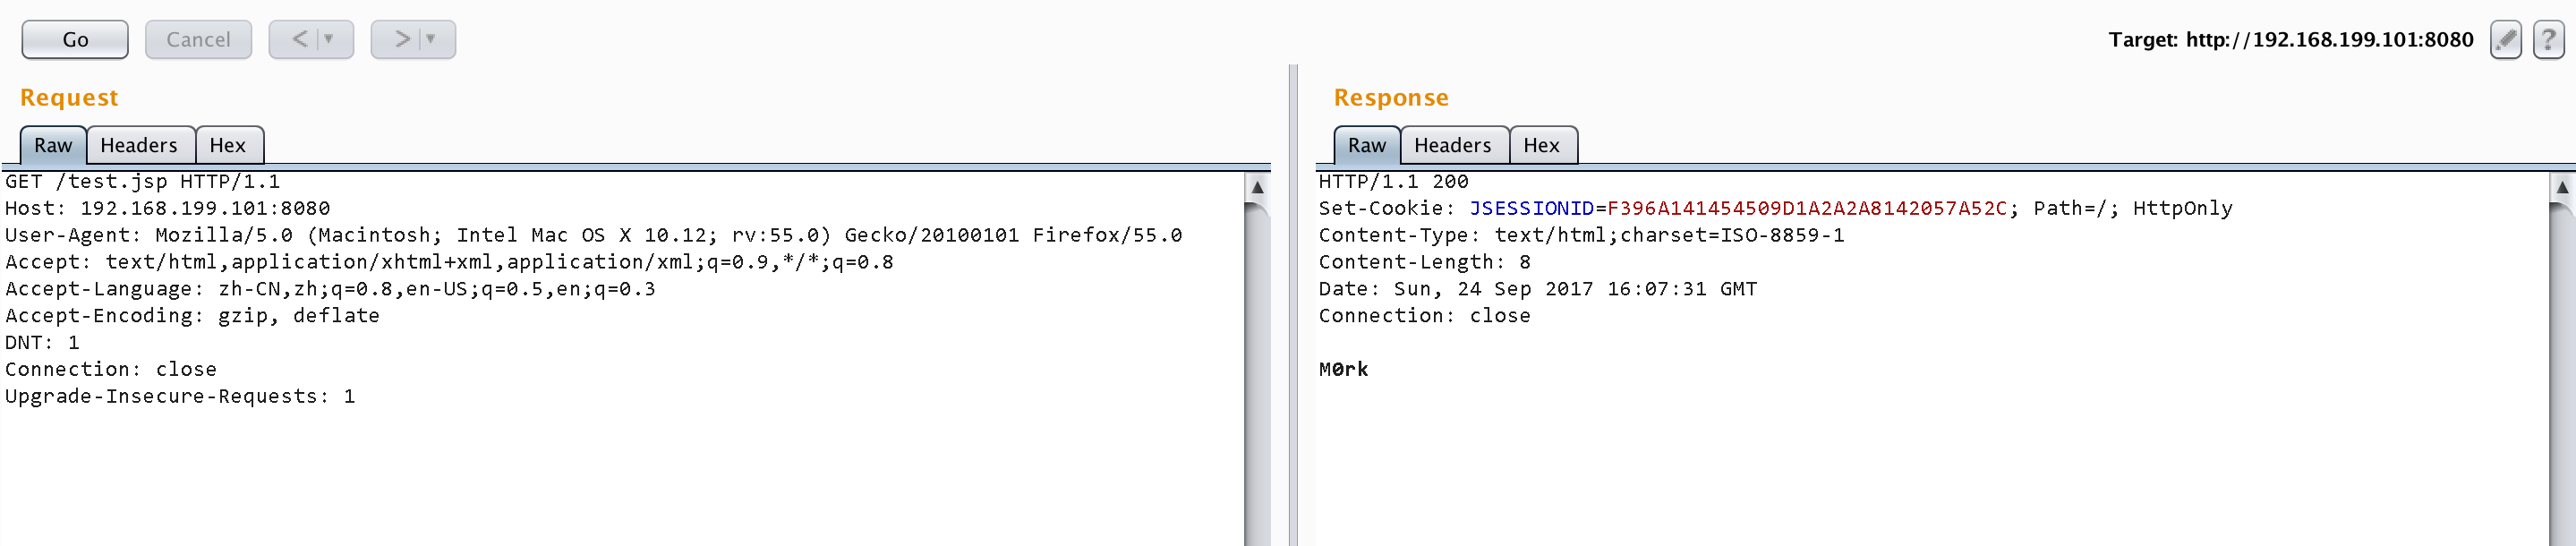 Go Cancel < > Target: http://192.168.199.101:8080 ?
Request
Raw Headers Hex
GET /test.jsp HTTP/1.1
Host: 192.168.199.101:8080
User-Agent: Mozilla/5.0 (Macintosh; Intel Mac OS X 10.12; rv:55.0) Gecko/20100101 Firefox/55.0
Accept: text/html,application/xhtml+xml,application/xml;q=0.9,*/*;q=0.8
Accept-Language: zh-CN,zh;q=0.8,en-US;q=0.5,en;q=0.3
Accept-Encoding: gzip, deflate
DNT: 1
Connection: close
Upgrade-Insecure-Requests: 1
Response
Raw Headers Hex
HTTP/1.1 200
Set-Cookie: JSESSIONID=F396A141454509D1A2A2A8142057A52C; Path=/; HttpOnly
Content-Type: text/html;charset=ISO-8859-1
Content-Length: 8
Date: Sun, 24 Sep 2017 16:07:31 GMT
Connection: close
M0rk